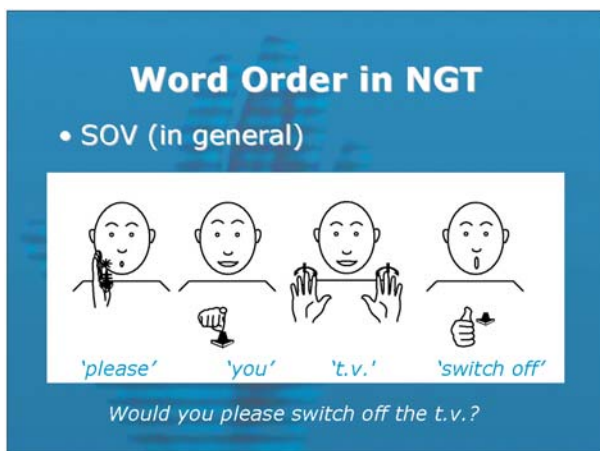 Word Order in NGT
• SOV (in general)
‘please’ ‘you’ ‘t.v.' ‘switch off’
Would you please switch off the t.v.?